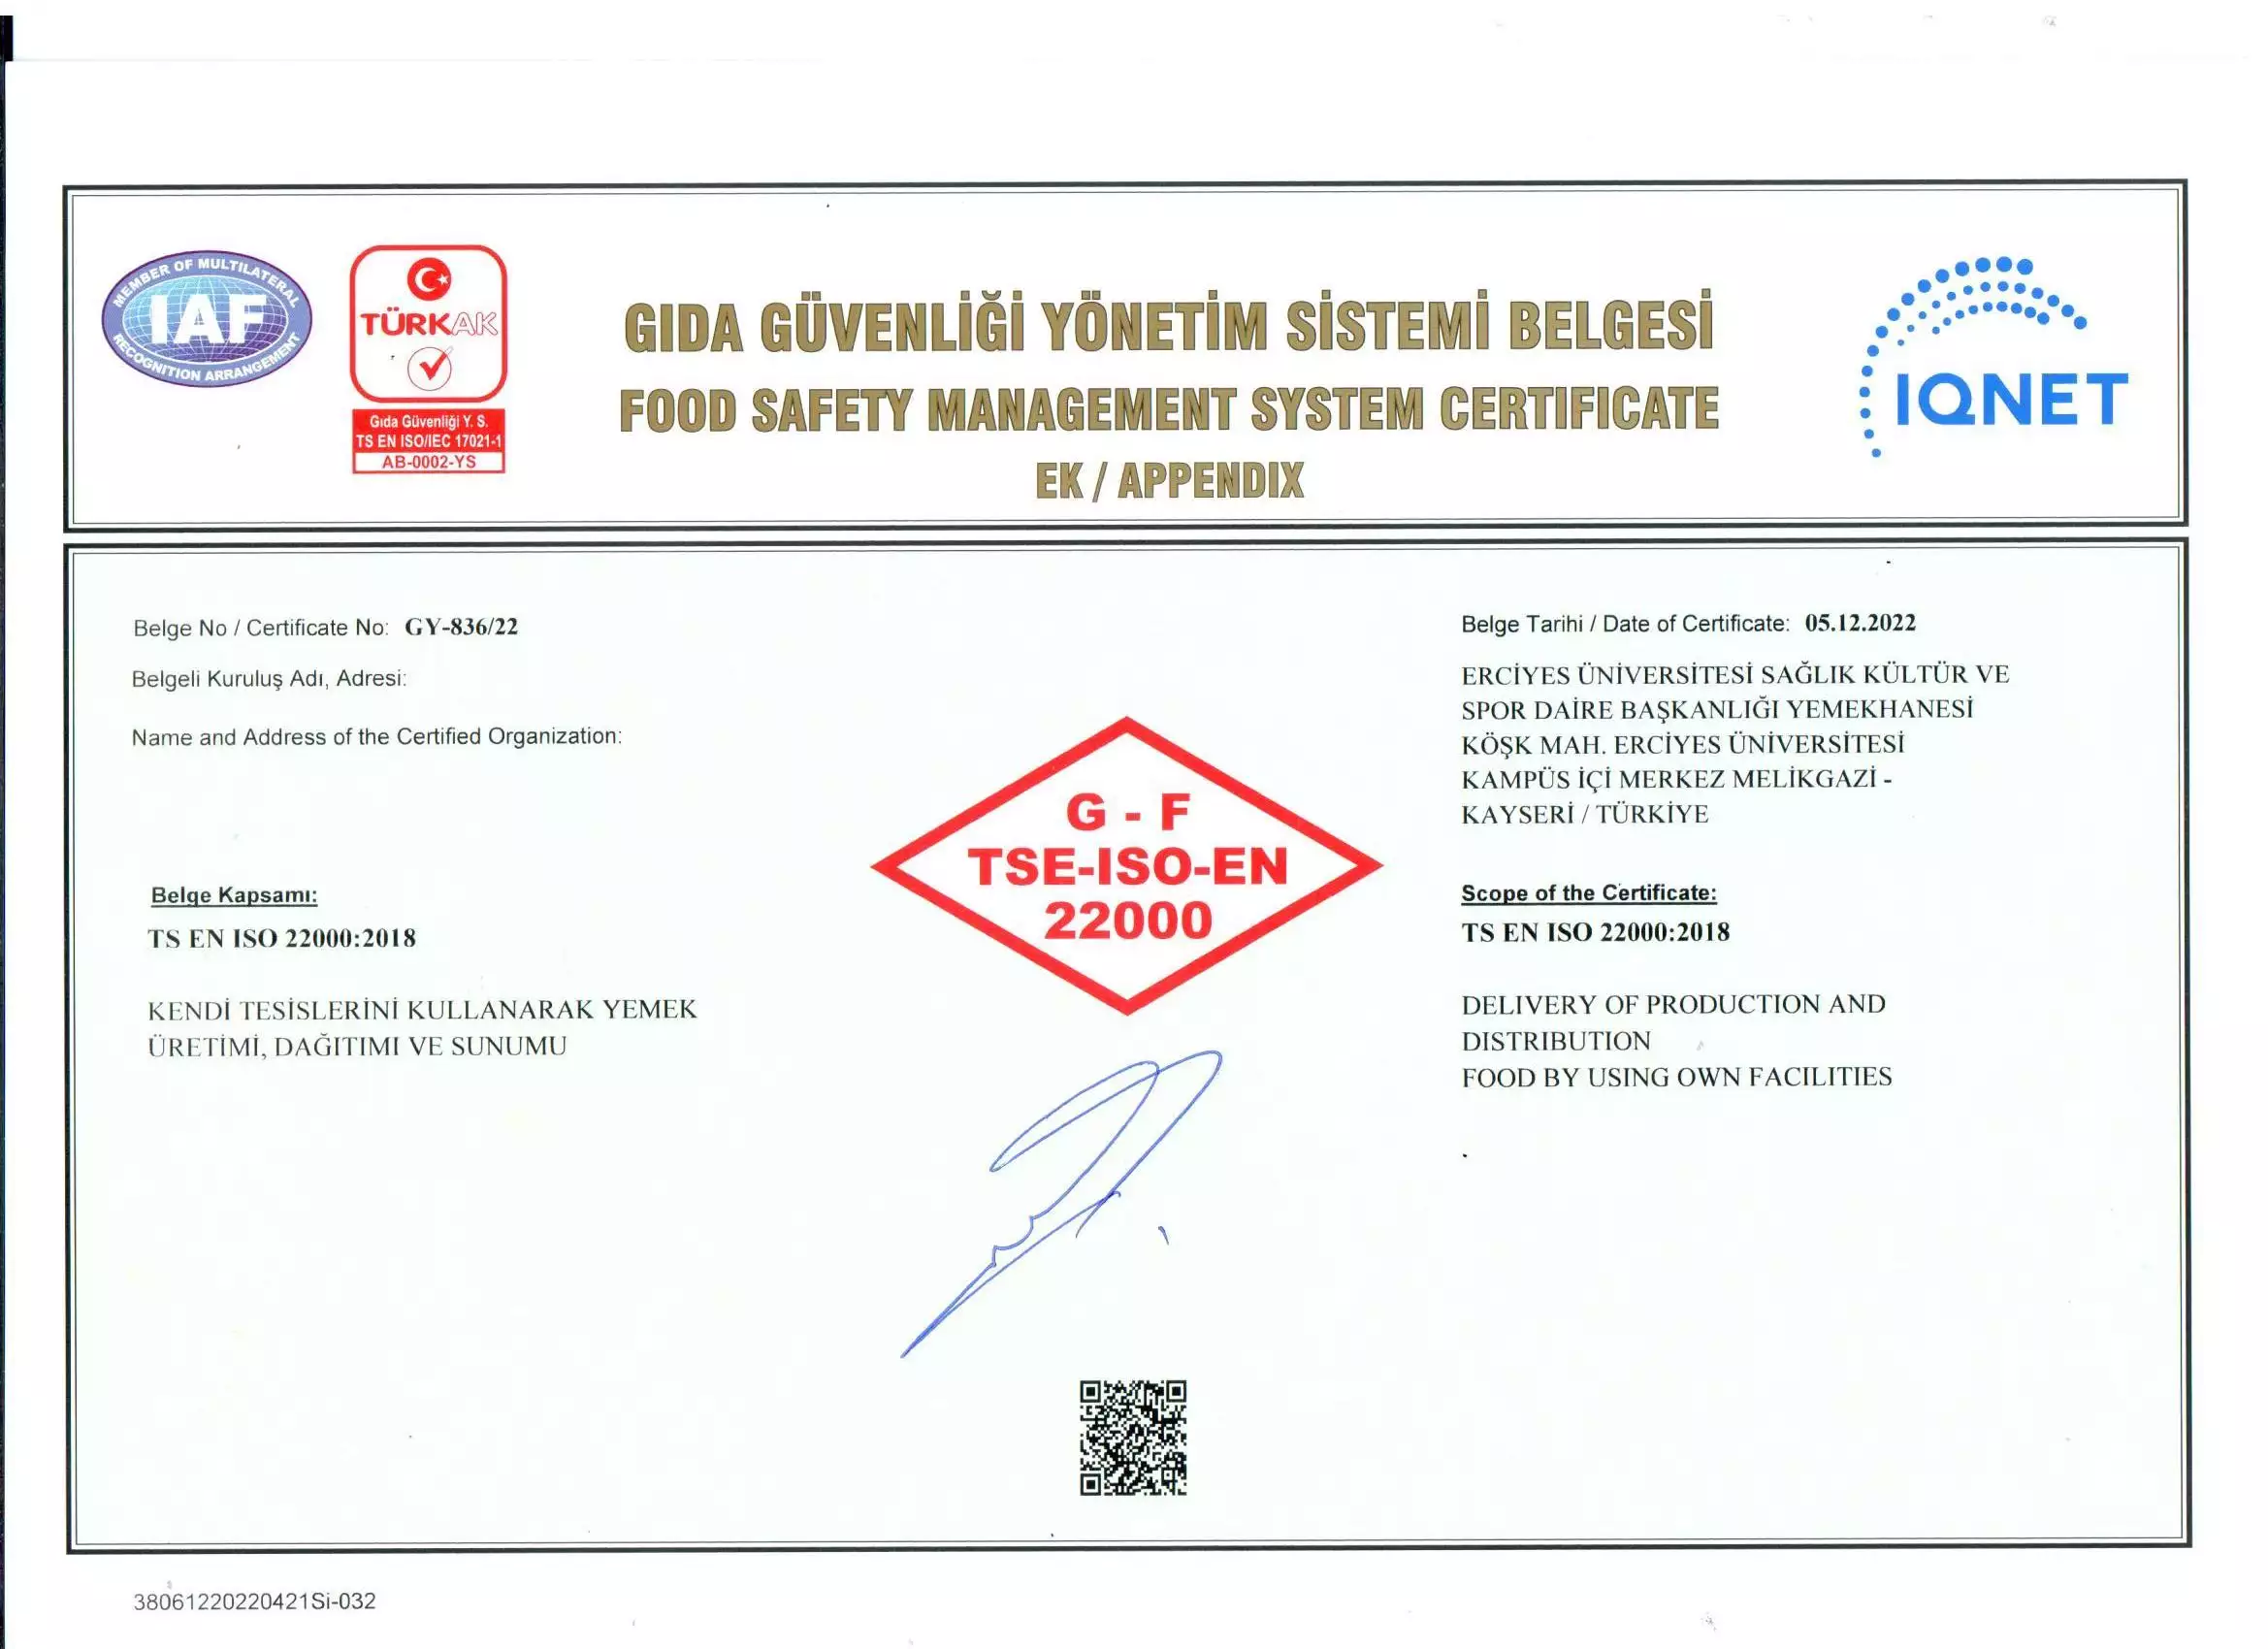 MEMBER OF MULTILATERAL
IAF
RECOGNITION ARRANGEMENT
TÜRKAK
Gıda Güvenliği Y. S.
TS EN ISO/IEC 17021-1
AB-0002-YS
GIDA GÜVENLİĞİ YÖNETİM SİSTEMİ BELGESİ
FOOD SAFETY MANAGEMENT SYSTEM CERTIFICATE
EK / APPENDIX
IQNET
Belge No / Certificate No: GY-836/22
Belgeli Kuruluş Adı, Adresi:
Name and Address of the Certified Organization:
Belge Tarihi / Date of Certificate: 05.12.2022
ERCİYES ÜNİVERSİTESİ SAĞLIK KÜLTÜR VE
SPOR DAİRE BAŞKANLIĞI YEMEKHANESİ
KÖŞK MAH. ERCİYES ÜNİVERSİTESİ
KAMPÜS İÇİ MERKEZ MELİKGAZİ -
KAYSERİ / TÜRKİYE
G - F
TSE-ISO-EN
22000
Belge Kapsamı:
TS EN ISO 22000:2018
KENDİ TESİSLERİNİ KULLANARAK YEMEK
ÜRETİMİ, DAĞITIMI VE SUNUMU
Scope of the Certificate:
TS EN ISO 22000:2018
DELIVERY OF PRODUCTION AND
DISTRIBUTION
FOOD BY USING OWN FACILITIES
38061220220421Si-032